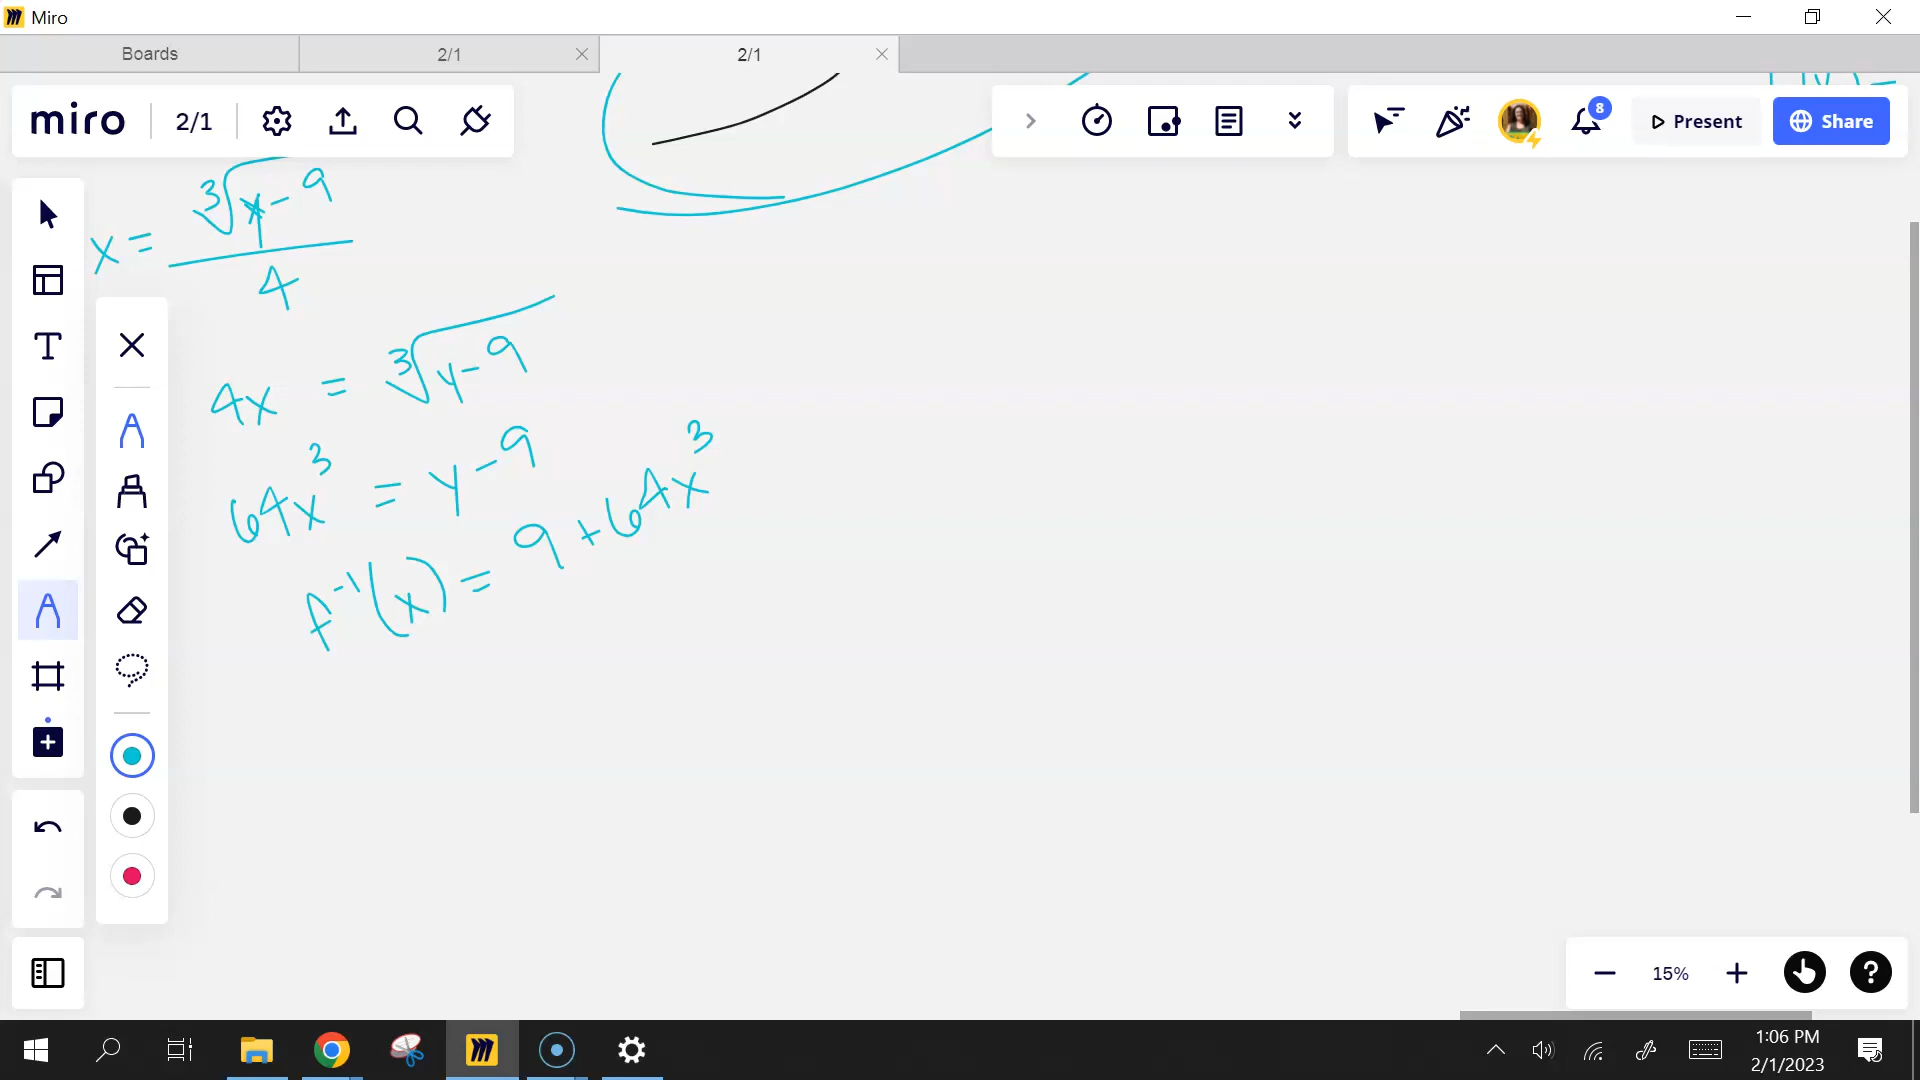 Miro
Boards
2/1
2/1
miro
2/1
8
Present
Share
x = ∛(y-9) / 4
4x = ∛(y-9)
64x³ = y-9
f⁻¹(x) = 9+64x³
15%
?
1:06 PM
2/1/2023